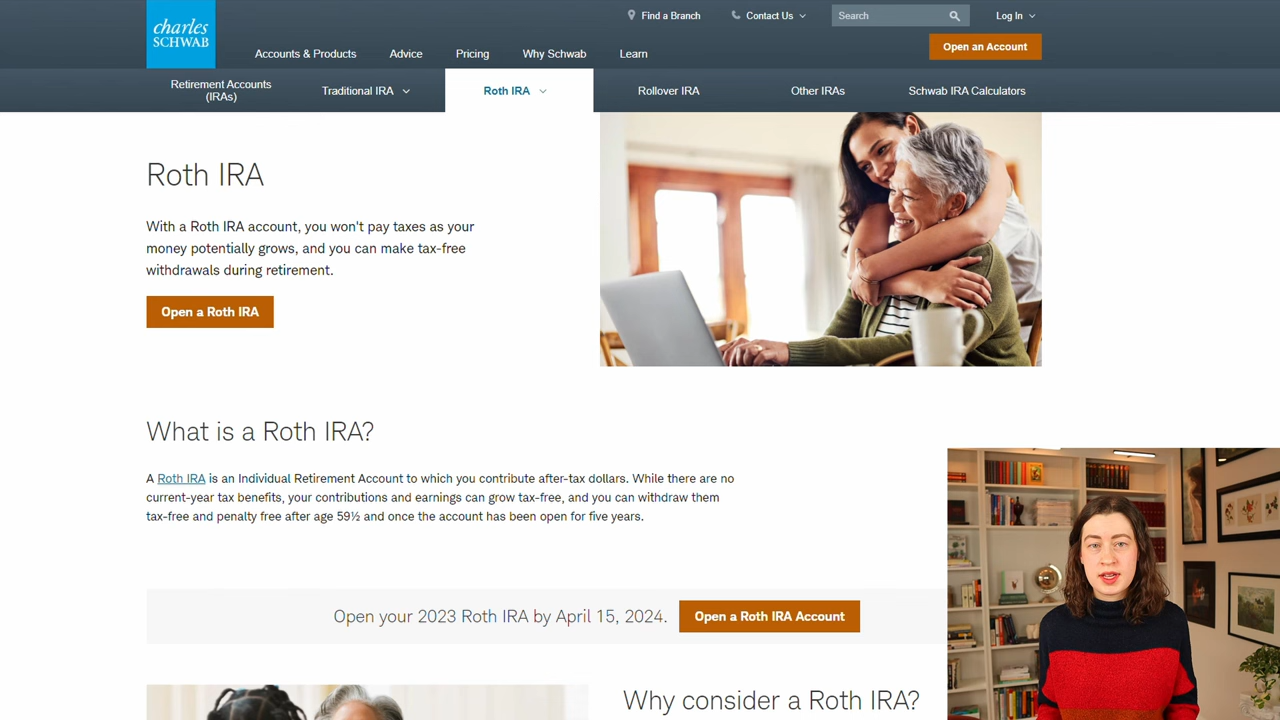 charles
SCHWAB
Find a Branch
Contact Us
Search
Log In
Accounts & Products
Advice
Pricing
Why Schwab
Learn
Open an Account
Retirement Accounts
(IRAs)
Traditional IRA
Roth IRA
Rollover IRA
Other IRAs
Schwab IRA Calculators
Roth IRA
With a Roth IRA account, you won't pay taxes as your
money potentially grows, and you can make tax-free
withdrawals during retirement.
Open a Roth IRA
What is a Roth IRA?
A Roth IRA is an Individual Retirement Account to which you contribute after-tax dollars. While there are no
current-year tax benefits, your contributions and earnings can grow tax-free, and you can withdraw them
tax-free and penalty free after age 59½ and once the account has been open for five years.
Open your 2023 Roth IRA by April 15, 2024.
Open a Roth IRA Account
Why consider a Roth IRA?